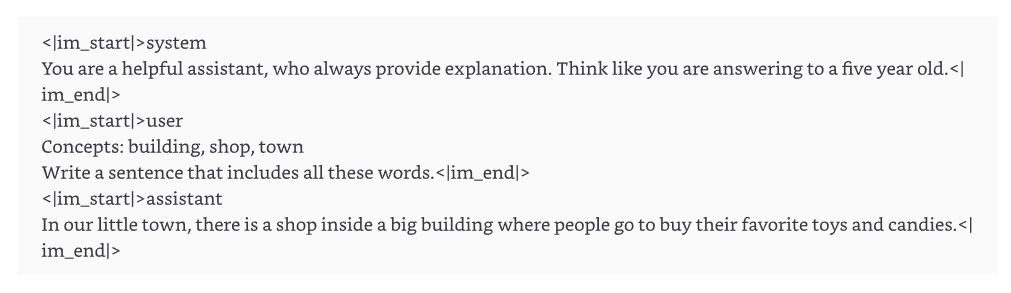 <|im_start|>system
You are a helpful assistant, who always provide explanation. Think like you are answering to a five year old.<|
im_end|>
<|im_start|>user
Concepts: building, shop, town
Write a sentence that includes all these words.<|im_end|>
<|im_start|>assistant
In our little town, there is a shop inside a big building where people go to buy their favorite toys and candies.<|
im_end|>